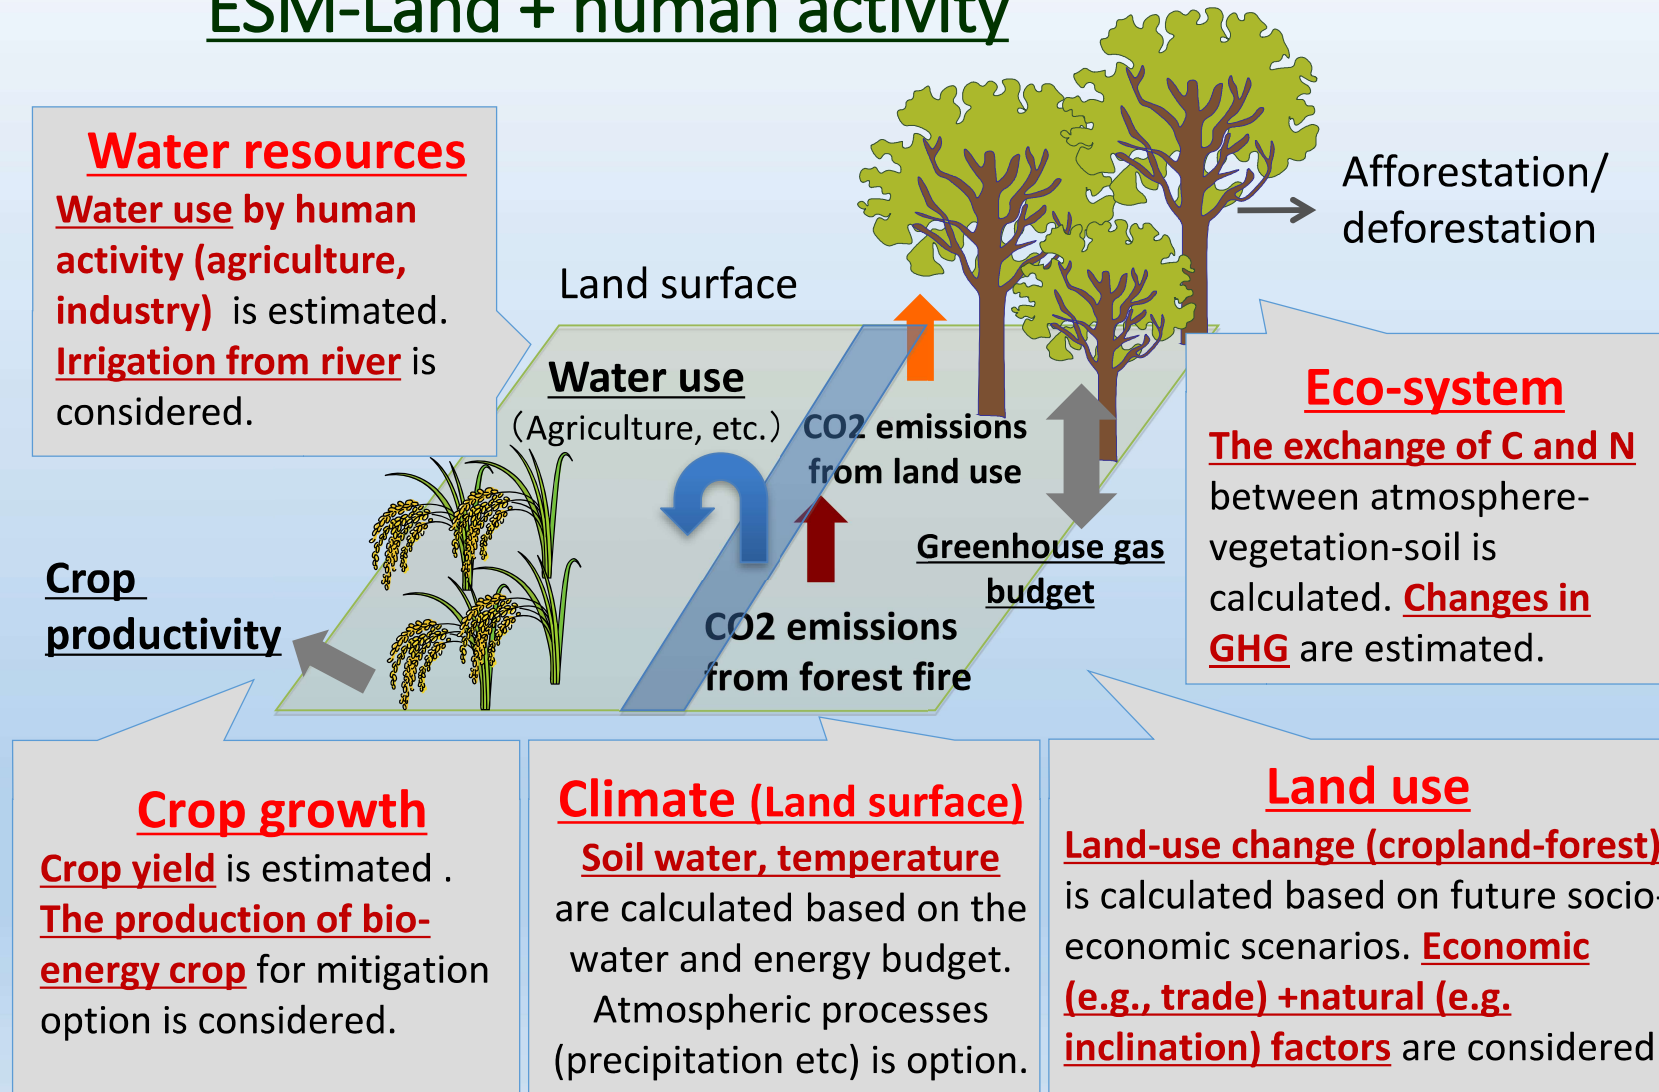 ESM-Land + human activity
Water resources
Water use by human
activity (agriculture,
industry)  is estimated.
Irrigation from river is
considered.
Land surface
Afforestation/
deforestation
Water use
（Agriculture, etc.）
CO2 emissions
from land use
Greenhouse gas
budget
CO2 emissions
from forest fire
Crop
productivity
Eco-system
The exchange of C and N
between atmosphere-
vegetation-soil is
calculated. Changes in
GHG are estimated.
Crop growth
Crop yield is estimated .
The production of bio-
energy crop for mitigation
option is considered.
Climate (Land surface)
Soil water, temperature
are calculated based on the
water and energy budget.
Atmospheric processes
(precipitation etc) is option.
Land use
Land-use change (cropland-forest)
is calculated based on future socio-
economic scenarios. Economic
(e.g., trade) +natural (e.g.
inclination) factors are considered